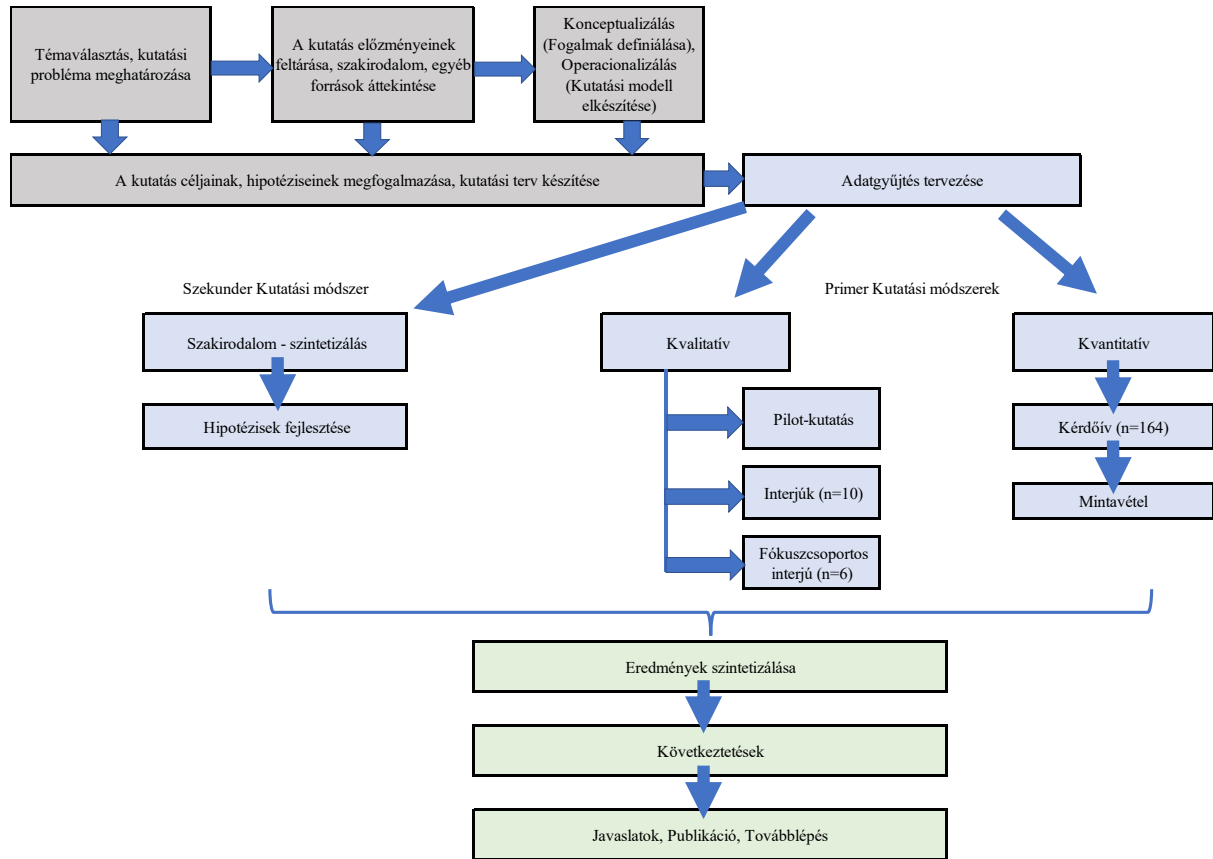 Témaválasztás, kutatási
probléma meghatározása
A kutatás előzményeinek
feltárása, szakirodalom, egyéb
források áttekintése
Konceptualizálás
(Fogalmak definiálása),
Operacionalizálás
(Kutatási modell
elkészítése)
A kutatás céljainak, hipotéziseinek megfogalmazása, kutatási terv készítése
Adatgyűjtés tervezése
Szekunder Kutatási módszer
Primer Kutatási módszerek
Szakirodalom - szintetizálás
Hipotézisek fejlesztése
Kvalitatív
Pilot-kutatás
Interjúk (n=10)
Fókuszcsoportos
interjú (n=6)
Kvantitatív
Kérdőív (n=164)
Mintavétel
Eredmények szintetizálása
Következtetések
Javaslatok, Publikáció, Továbblépés